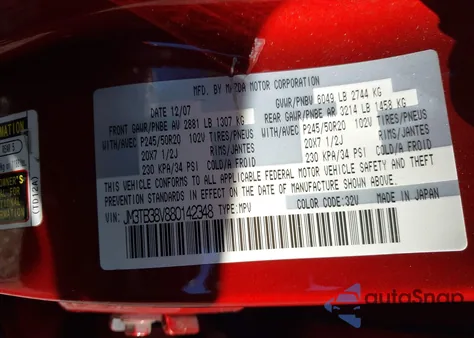 MFD. BY MAZDA MOTOR CORPORATION
DATE 12/07 GVWR/PNBV 6049 LB 2744 KG
FRONT GAWR/PNBE AV 2881 LB 1307 KG REAR GAWR/PNBE AR 3214 LB 1458 KG
WITH/AVEC P245/50R20 102V TIRES/PNEUS WITH/AVEC P245/50R20 102V TIRES/PNEUS
20X7 1/2J RIMS/JANTES 20X7 1/2J RIMS/JANTES
230 KPA/34 PSI COLD/A FROID 230 KPA/34 PSI COLD/A FROID
THIS VEHICLE CONFORMS TO ALL APPLICABLE FEDERAL MOTOR VEHICLE SAFETY AND THEFT
PREVENTION STANDARDS IN EFFECT ON THE DATE OF MANUFACTURE SHOWN ABOVE.
VIN: JM3TB38V880142348 TYPE:MPV COLOR CODE:32V MADE IN JAPAN
(TD12A)
autoSnap